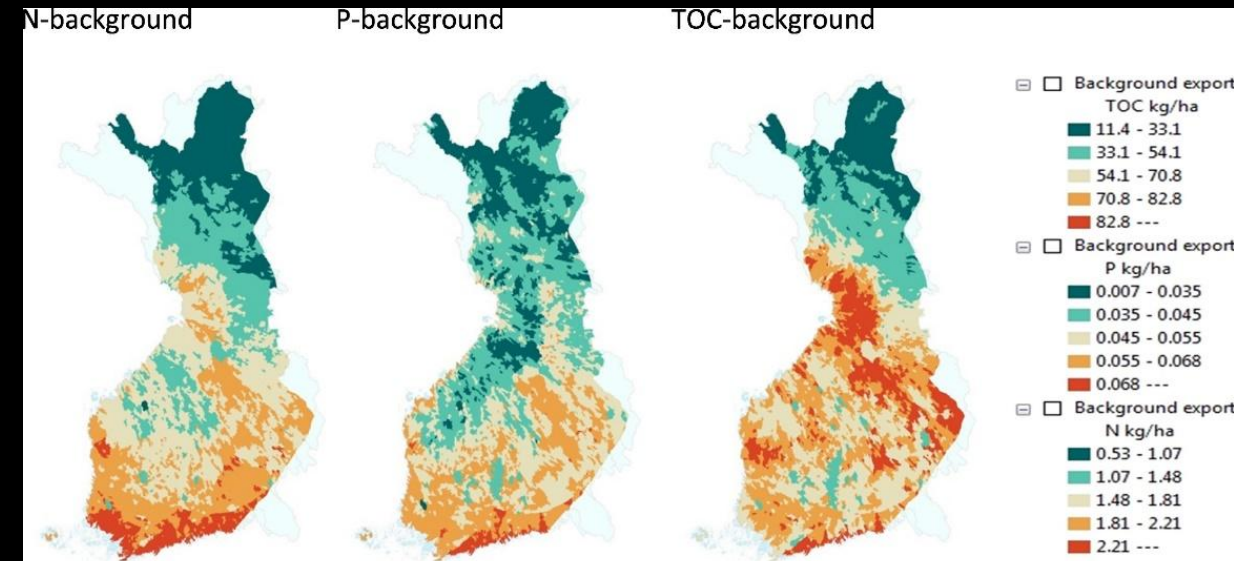 N-background
P-background
TOC-background
Background export
TOC kg/ha
11.4 - 33.1
33.1 - 54.1
54.1 - 70.8
70.8 - 82.8
82.8 ---
Background export
P kg/ha
0.007 - 0.035
0.035 - 0.045
0.045 - 0.055
0.055 - 0.068
0.068 ---
Background export
N kg/ha
0.53 - 1.07
1.07 - 1.48
1.48 - 1.81
1.81 - 2.21
2.21 ---